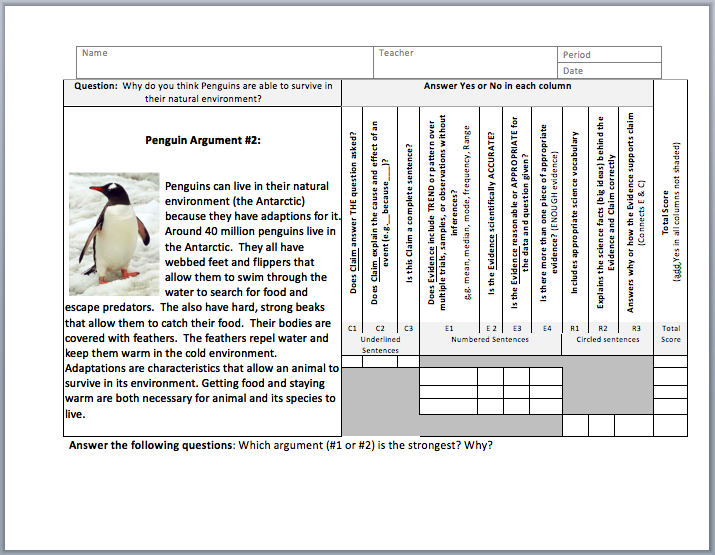 Name
Teacher
Period
Date
Question:  Why do you think Penguins are able to survive in
their natural environment?
Answer Yes or No in each column
Penguin Argument #2:
Penguins can live in their natural
environment (the Antarctic)
because they have adaptions for it.
Around 40 million penguins live in
the Antarctic.  They all have
webbed feet and flippers that
allow them to swim through the
water to search for food and
escape predators.  The also have hard, strong beaks
that allow them to catch their food.  Their bodies are
covered with feathers.  The feathers repel water and
keep them warm in the cold environment.
Adaptations are characteristics that allow an animal to
survive in its environment. Getting food and staying
warm are both necessary for animal and its species to
live.
Does Claim answer THE question asked?
Does Claim explain the cause and effect of an
event (e.g.__because___)?
Is this Claim a complete sentence?
Does Evidence include TREND or pattern over
multiple trials, samples, or observations without
inferences?
e.g. mean, median, mode, frequency, Range
Is the Evidence scientifically ACCURATE?
Is the Evidence reasonable or APPROPRIATE for
the data and question given?
Is there more than one piece of appropriate
evidence? (ENOUGH evidence)
Includes appropriate science vocabulary
Explains the science facts (big ideas) behind the
Evidence and Claim correctly
Answers why or how the Evidence supports claim
(Connects E & C)
Total Score
(add Yes in all columns not shaded)
C1 C2 C3 E1 E 2 E3 E4 R1 R2 R3 Total
Score
Underlined
Sentences
Numbered Sentences
Circled sentences
Answer the following questions: Which argument (#1 or #2) is the strongest? Why?